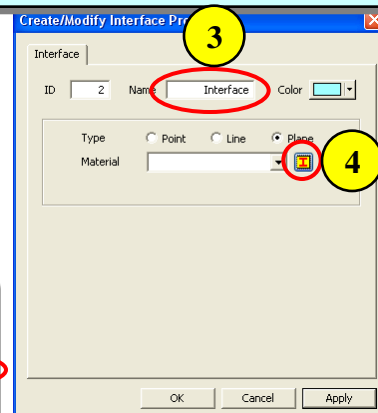 Create/Modify Interface Pro
3
Interface
ID 2 Name Interface Color
Type Point Line Plane
Material
4
OK Cancel Apply